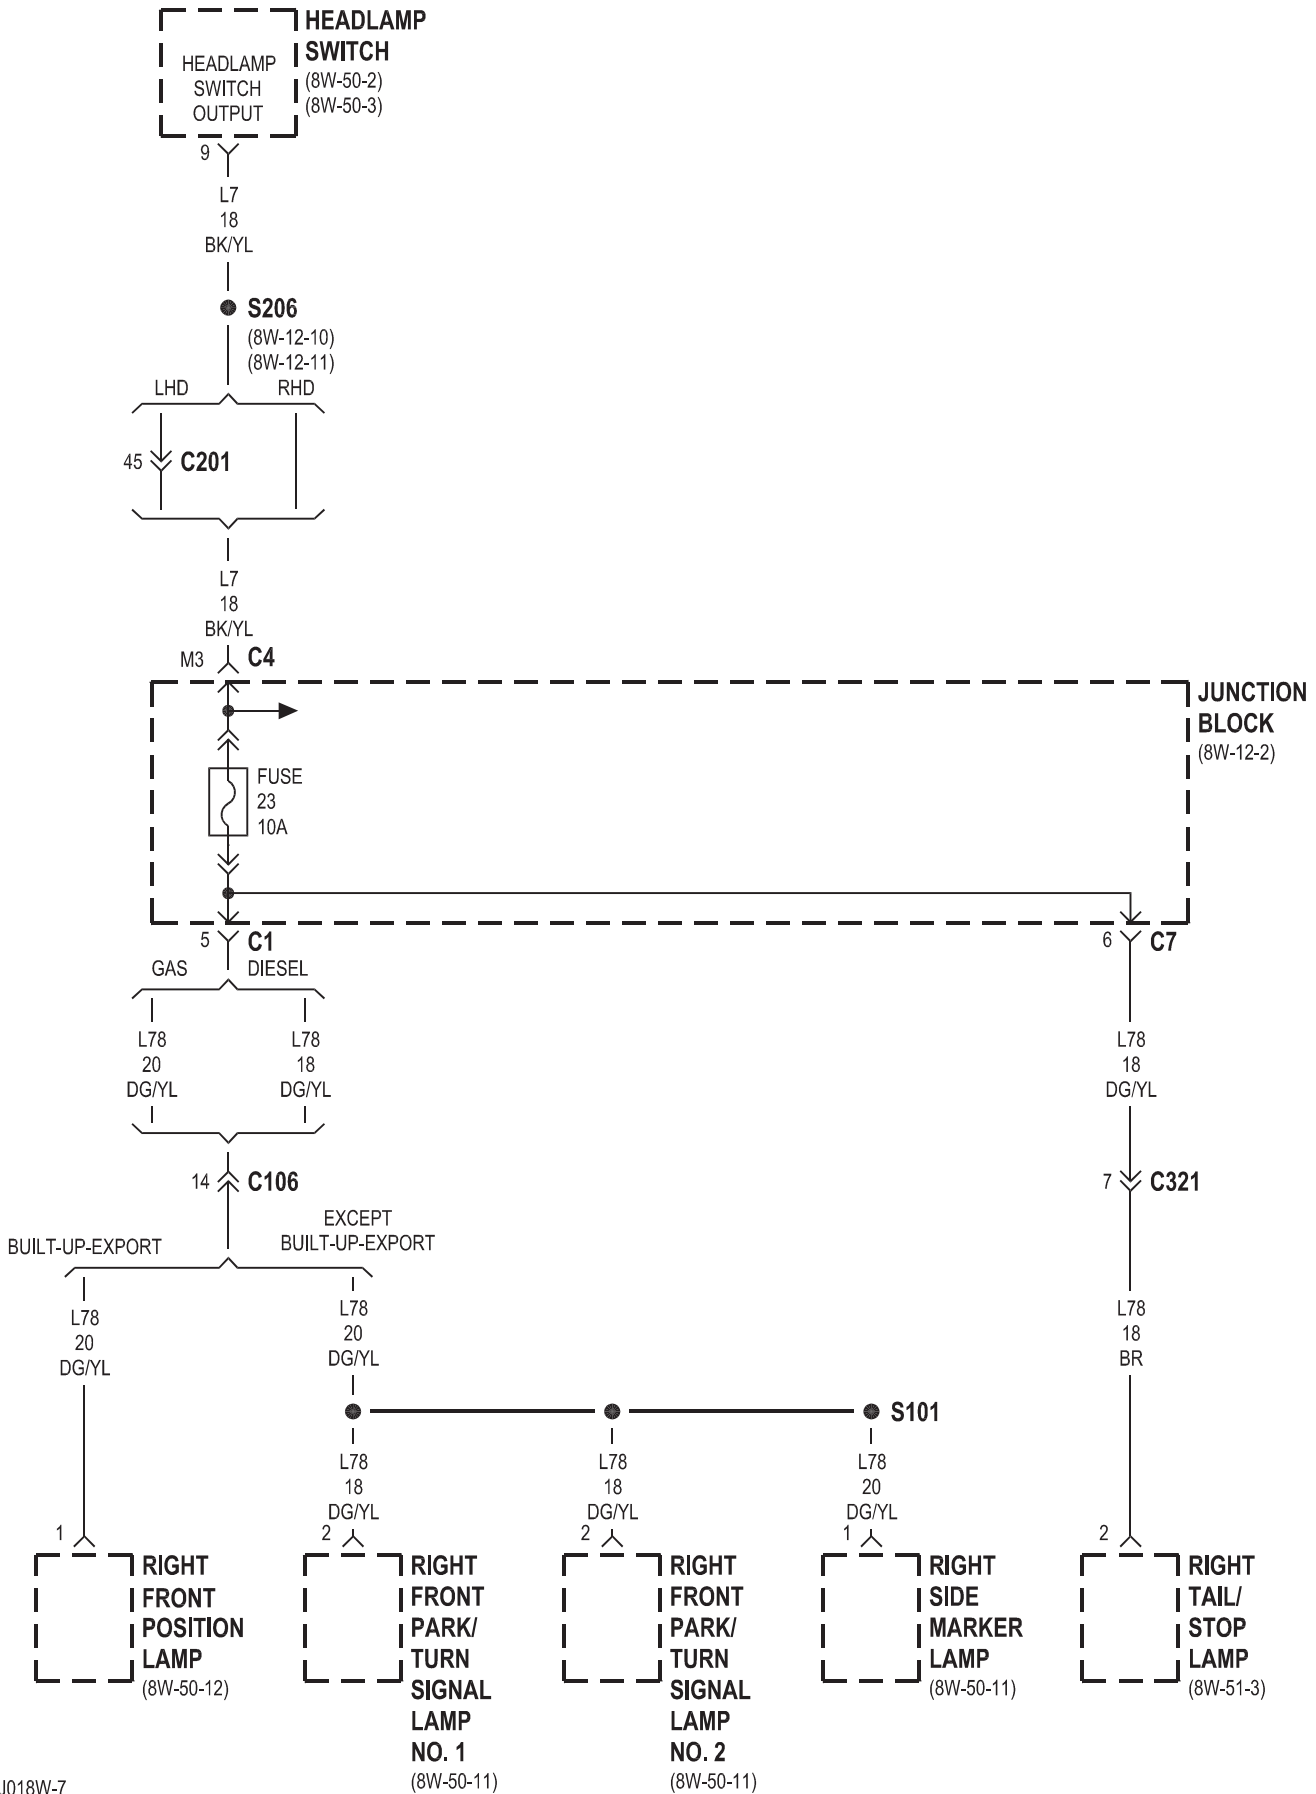 HEADLAMP
SWITCH
(8W-50-2)
(8W-50-3)
HEADLAMP
SWITCH
OUTPUT
9
L7
18
BK/YL
S206
(8W-12-10)
(8W-12-11)
LHD
RHD
45
C201
L7
18
BK/YL
M3
C4
JUNCTION
BLOCK
(8W-12-2)
FUSE
23
10A
5
C1
6
C7
GAS
DIESEL
L78
20
DG/YL
L78
18
DG/YL
L78
18
DG/YL
14
C106
7
C321
BUILT-UP-EXPORT
EXCEPT
BUILT-UP-EXPORT
L78
20
DG/YL
L78
20
DG/YL
L78
18
BR
S101
L78
18
DG/YL
L78
18
DG/YL
L78
20
DG/YL
1
RIGHT
FRONT
POSITION
LAMP
(8W-50-12)
2
RIGHT
FRONT
PARK/
TURN
SIGNAL
LAMP
NO. 1
(8W-50-11)
2
RIGHT
FRONT
PARK/
TURN
SIGNAL
LAMP
NO. 2
(8W-50-11)
1
RIGHT
SIDE
MARKER
LAMP
(8W-50-11)
2
RIGHT
TAIL/
STOP
LAMP
(8W-51-3)
J018W-7